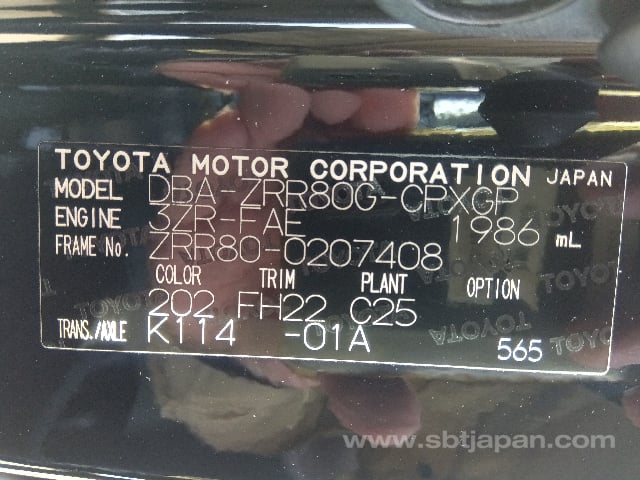 TOYOTA MOTOR CORPORATION JAPAN
MODEL DBA-ZRR80G-CPXGP
ENGINE 3ZR-FAE 1986 mL
FRAME No. ZRR80-0207408
COLOR TRIM PLANT OPTION
202 FH22 C25
TRANS./AXLE K114 -01A 565
www.sbtjapan.com